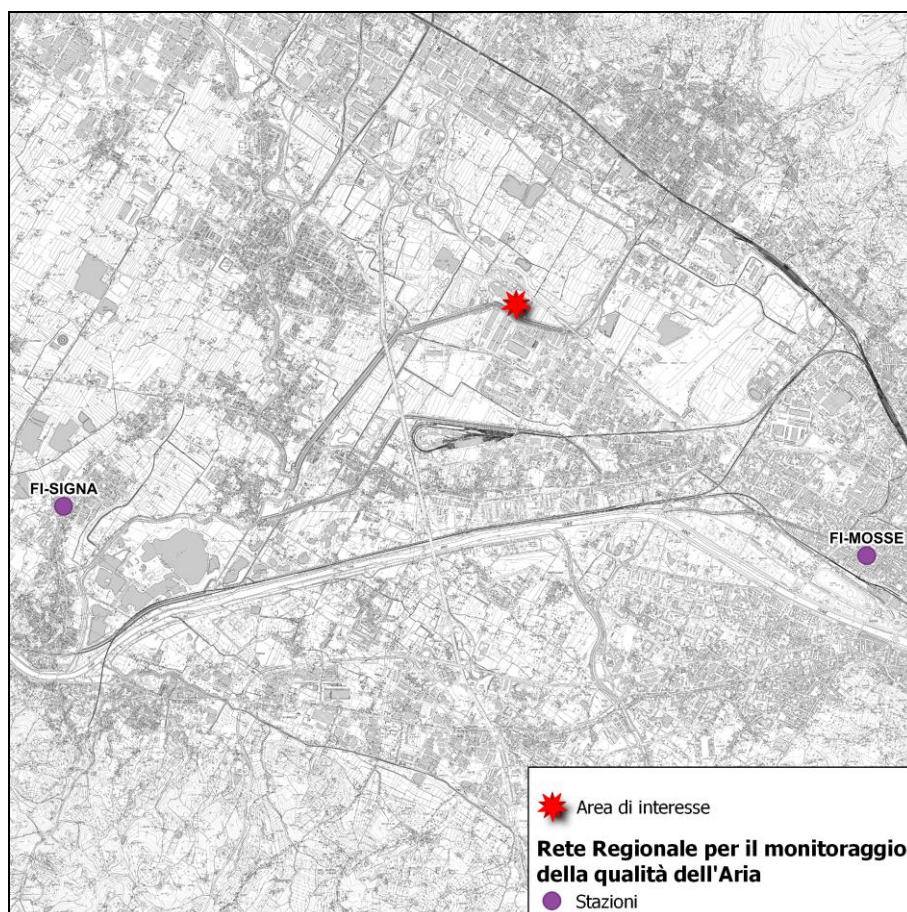 FI-SIGNA
FI-MOSSE
Area di interesse
Rete Regionale per il monitoraggio
della qualità dell'Aria
Stazioni